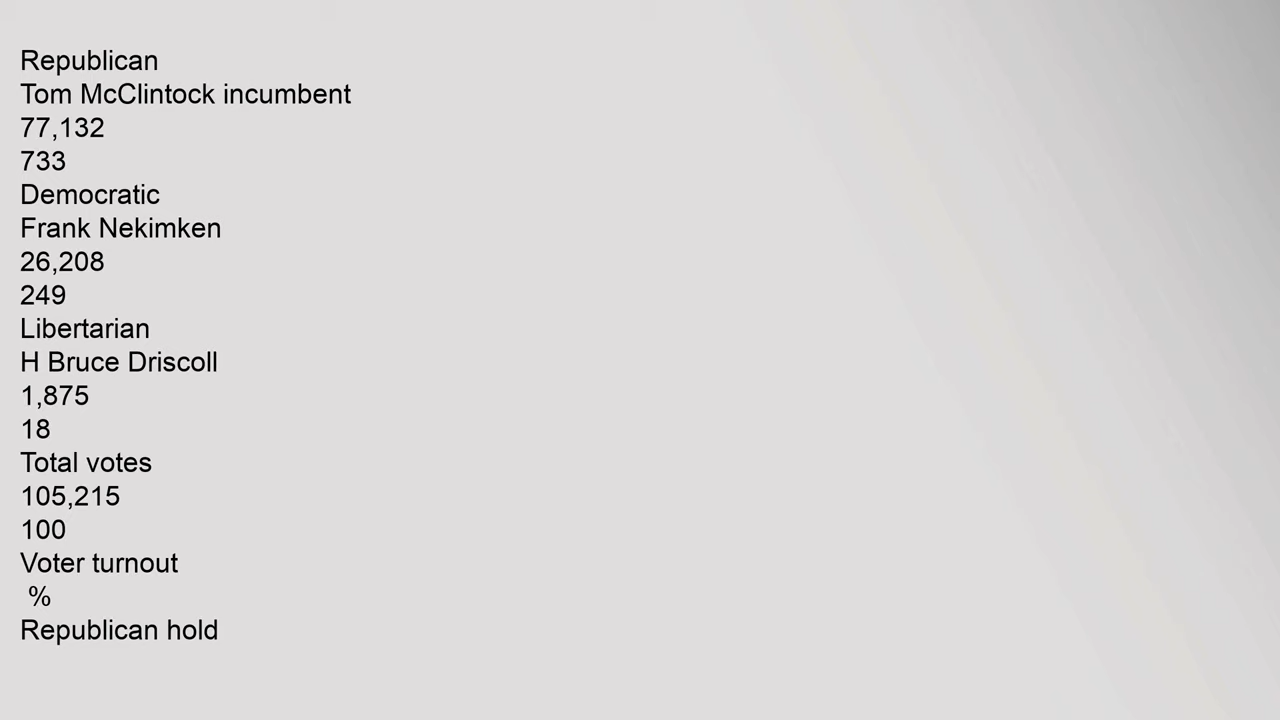 Republican
Tom McClintock incumbent
77,132
733
Democratic
Frank Nekimken
26,208
249
Libertarian
H Bruce Driscoll
1,875
18
Total votes
105,215
100
Voter turnout
%
Republican hold